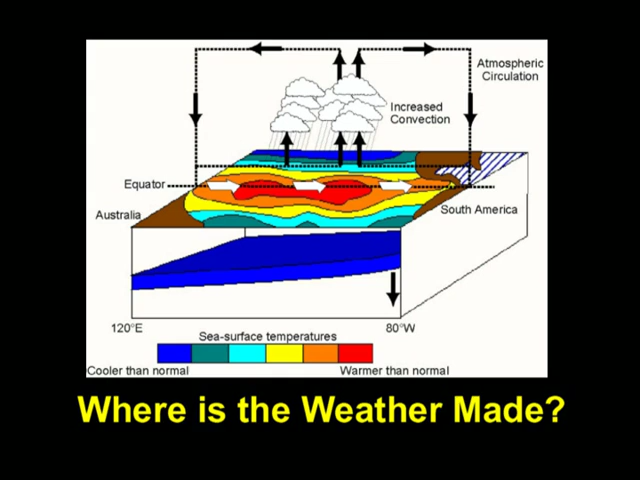 Atmospheric
Circulation
Increased
Convection
Equator
Australia
South America
120°E
80°W
Sea-surface temperatures
Cooler than normal
Warmer than normal
Where is the Weather Made?